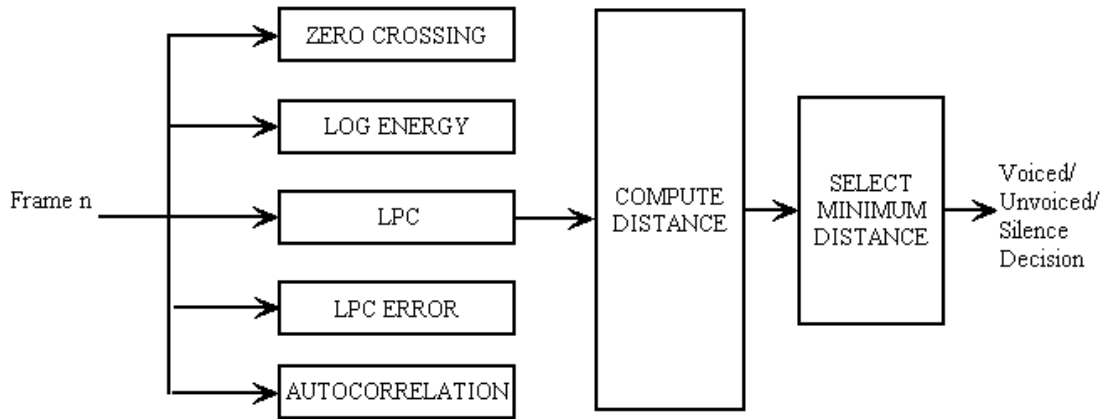 ZERO CROSSING
LOG ENERGY
Frame n
LPC
LPC ERROR
AUTOCORRELATION
COMPUTE
DISTANCE
SELECT
MINIMUM
DISTANCE
Voiced/
Unvoiced/
Silence
Decision